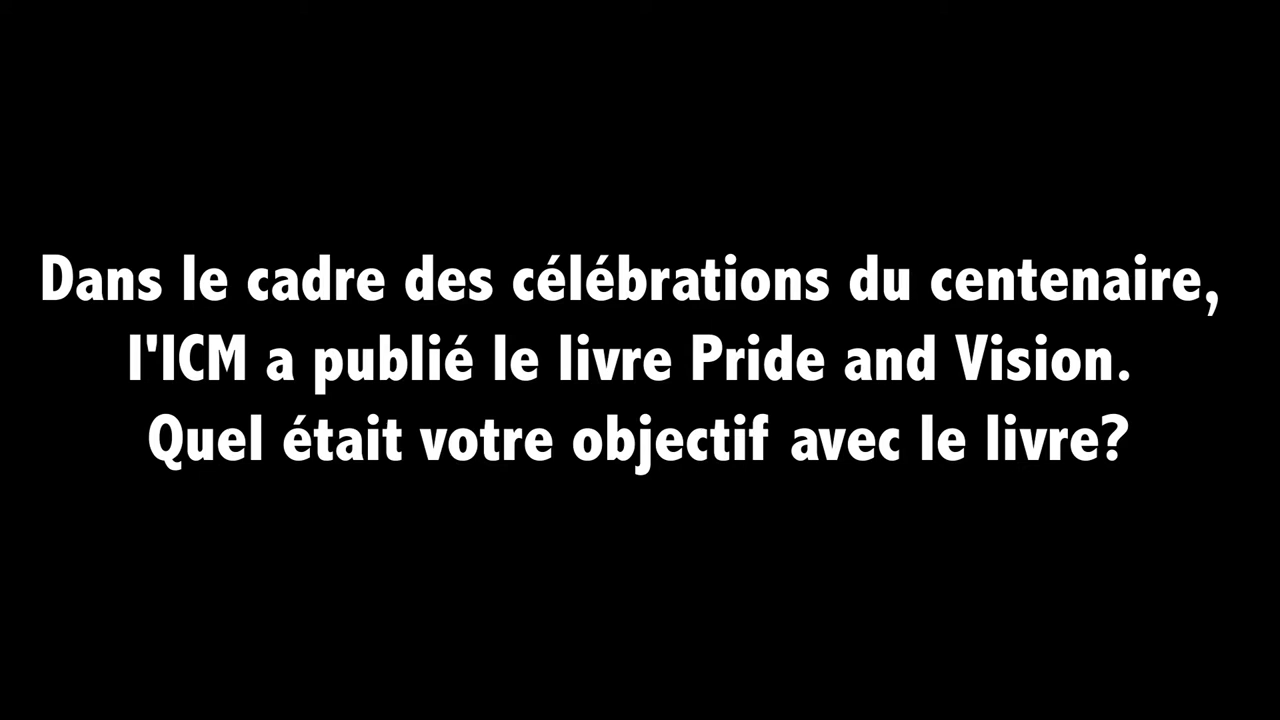 Dans le cadre des célébrations du centenaire,
l'ICM a publié le livre Pride and Vision.
Quel était votre objectif avec le livre?